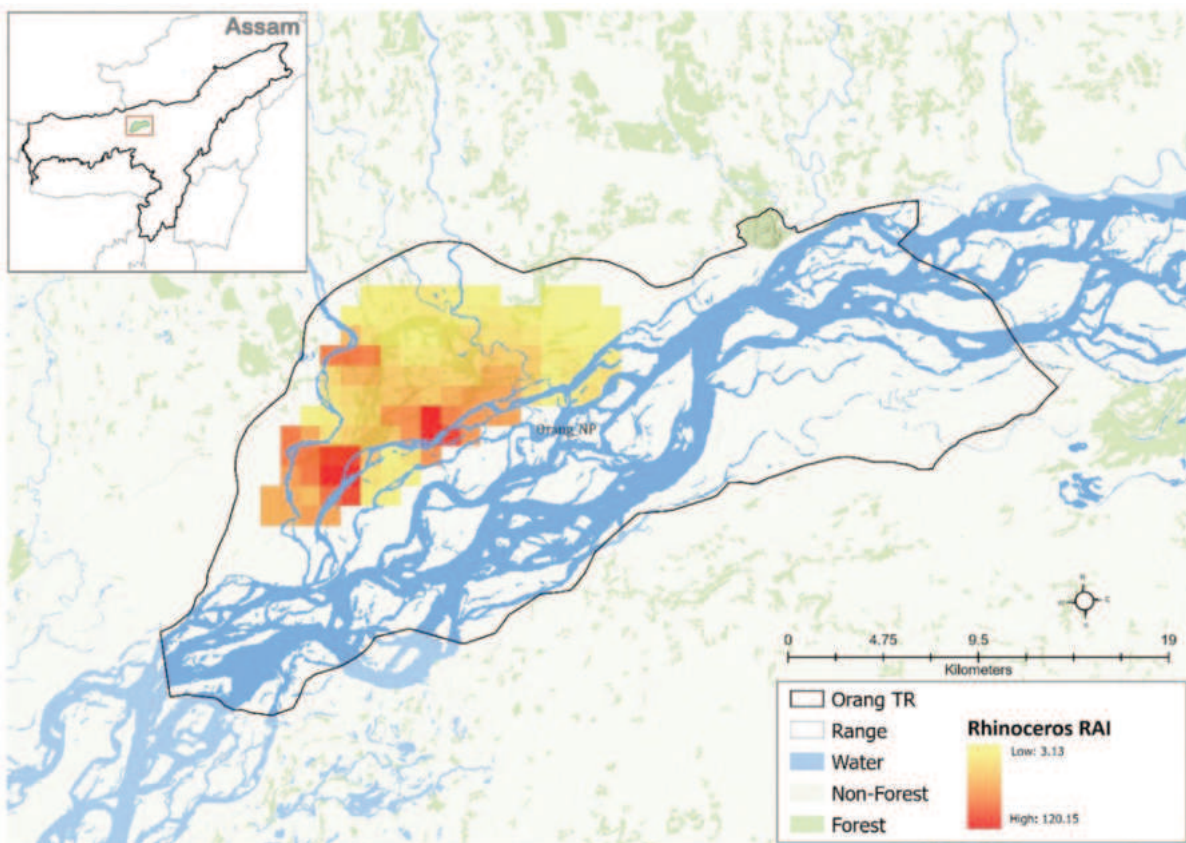 Assam
Orang NP
0 4.75 9.5 19
Kilometers
Orang TR
Range
Water
Non-Forest
Forest
Rhinoceros RAI
Low: 3.13
High: 120.15